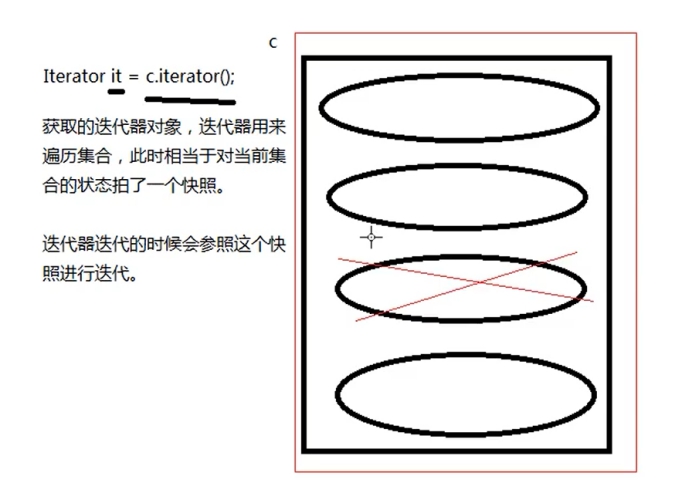 c
Iterator it = c.iterator();
获取的迭代器对象，迭代器用来
遍历集合，此时相当于对当前集
合的状态拍了一个快照。
迭代器迭代的时候会参照这个快
照进行迭代。